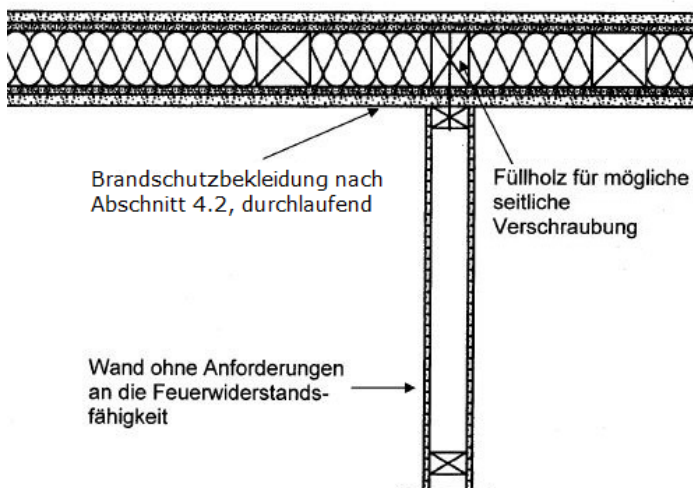 Brandschutzbekleidung nach
Abschnitt 4.2, durchlaufend
Füllholz für mögliche
seitliche
Verschraubung
Wand ohne Anforderungen
an die Feuerwiderstands-
fähigkeit